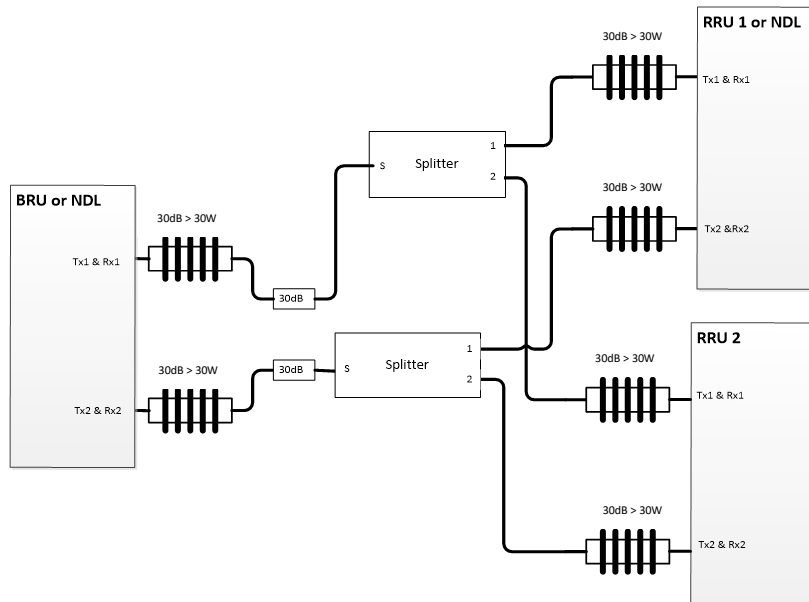 RRU 1 or NDL
30dB > 30W
Tx1 & Rx1
1
S
Splitter
2
30dB > 30W
BRU or NDL
30dB > 30W
Tx2 &Rx2
Tx1 & Rx1
30dB
RRU 2
1
30dB > 30W
S
Splitter
30dB > 30W
30dB
2
Tx1 & Rx1
Tx2 & Rx2
30dB > 30W
Tx2 & Rx2